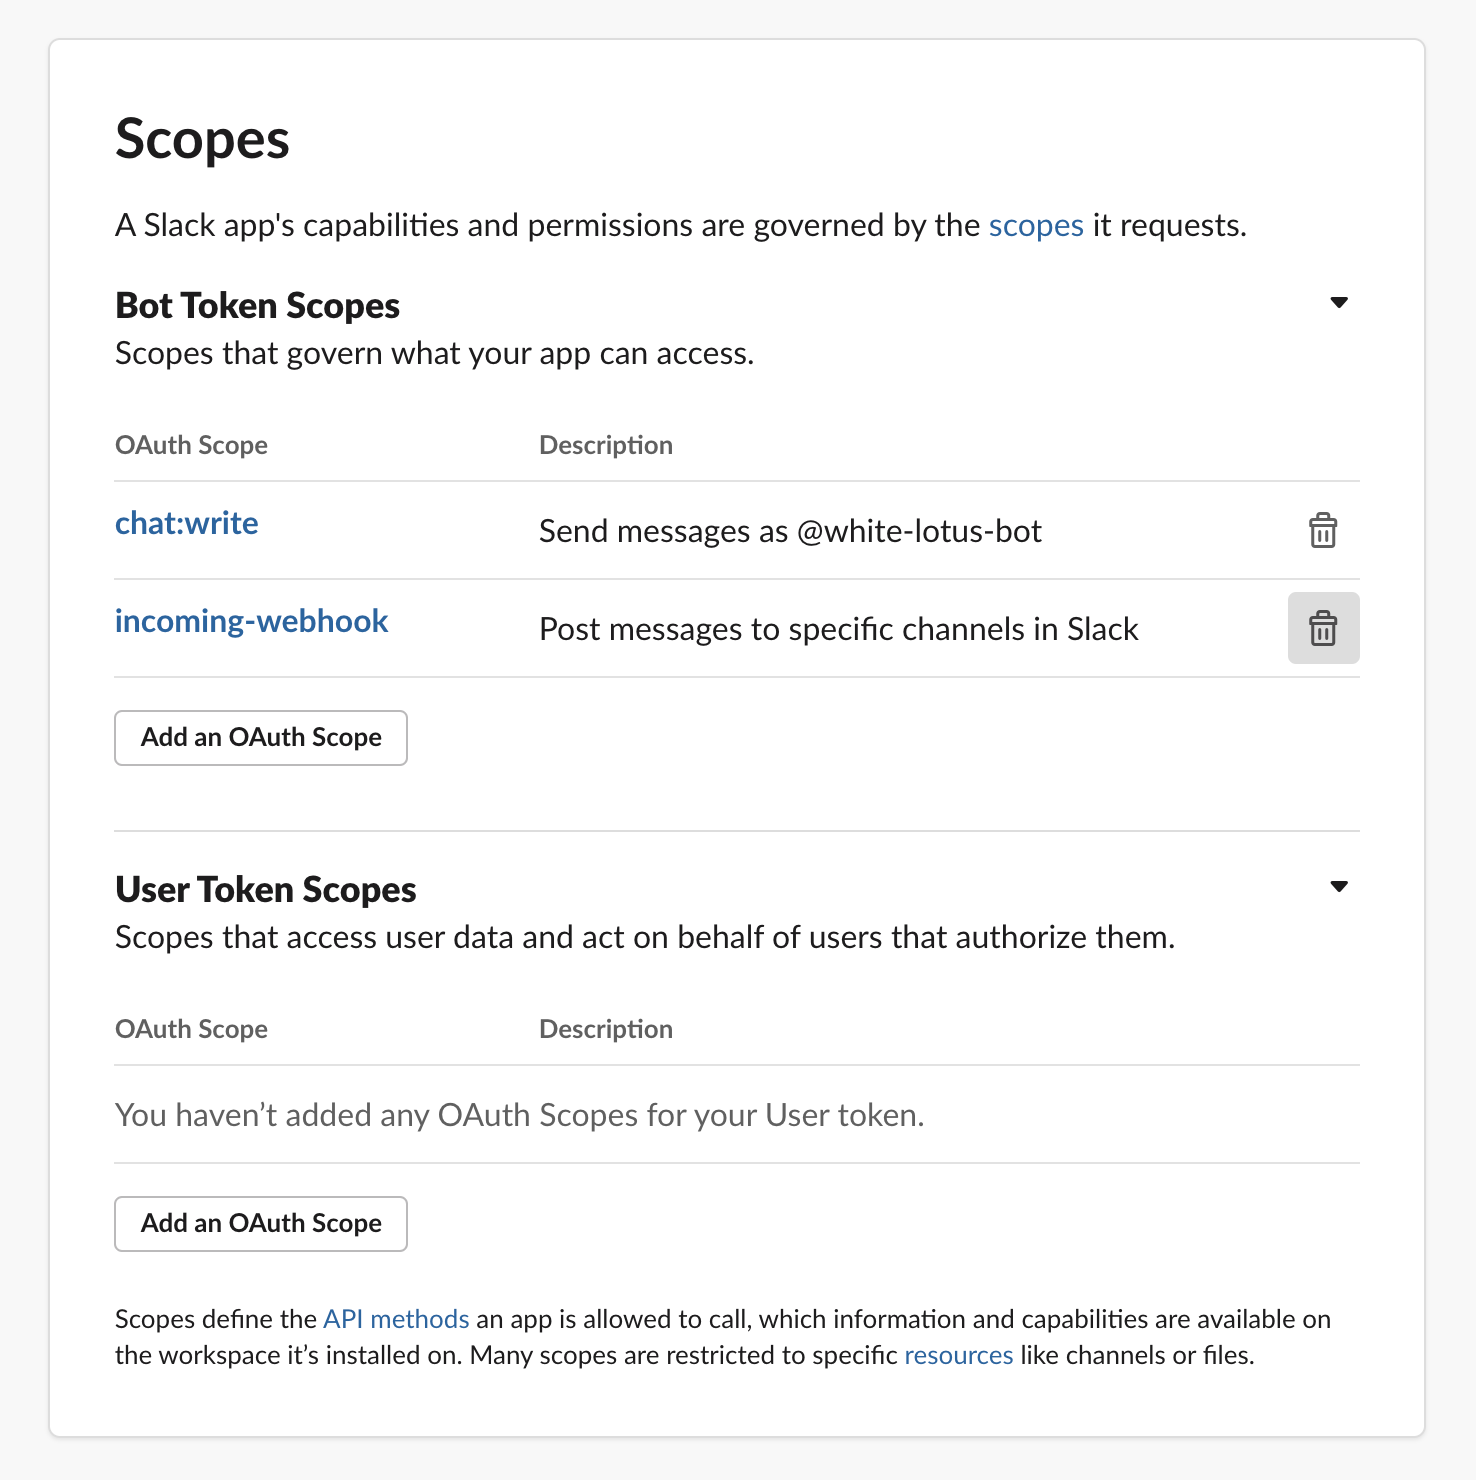 Scopes
A Slack app's capabilities and permissions are governed by the scopes it requests.
Bot Token Scopes
Scopes that govern what your app can access.
OAuth Scope Description
chat:write Send messages as @white-lotus-bot
incoming-webhook Post messages to specific channels in Slack
Add an OAuth Scope
User Token Scopes
Scopes that access user data and act on behalf of users that authorize them.
OAuth Scope Description
You haven’t added any OAuth Scopes for your User token.
Add an OAuth Scope
Scopes define the API methods an app is allowed to call, which information and capabilities are available on
the workspace it’s installed on. Many scopes are restricted to specific resources like channels or files.